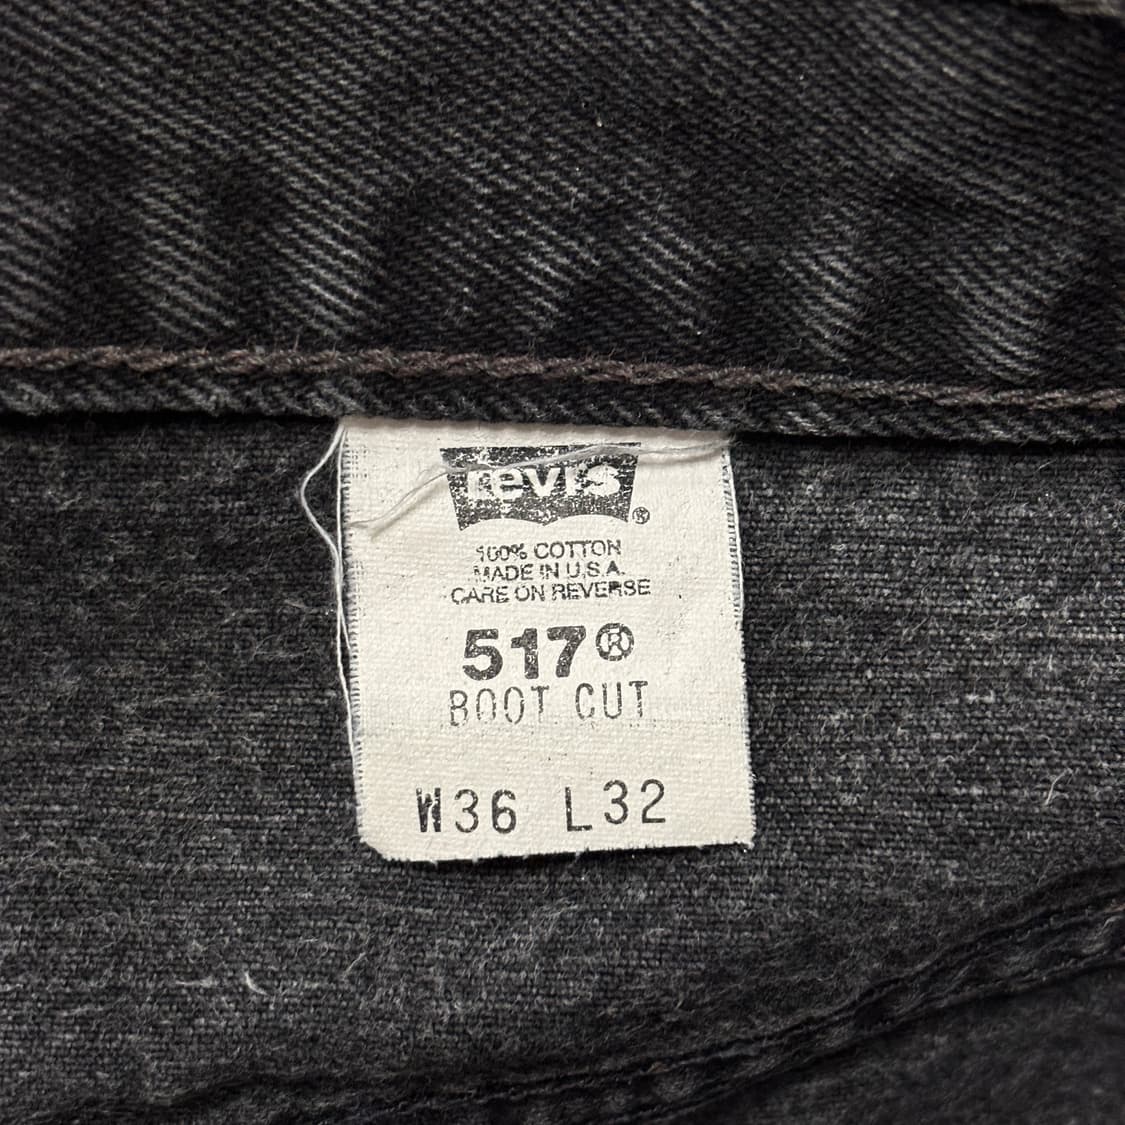 Levi's ®
100% COTTON
MADE IN U.S.A.
CARE ON REVERSE
517®
BOOT CUT
W36 L32